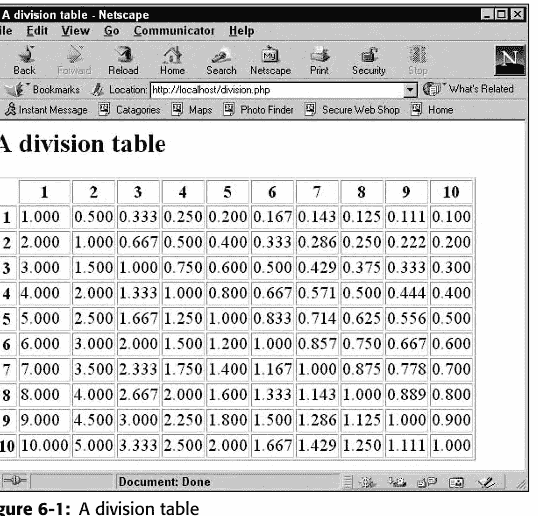 A division table - Netscape
ile Edit View Go Communicator Help
Back Forward Reload Home Search Netscape Print Security Stop
N
Bookmarks Location: http://localhost/division.php What's Related
Instant Message Catagories Maps Photo Finder Secure Web Shop Home
A division table
1 2 3 4 5 6 7 8 9 10
1 1.000 0.500 0.333 0.250 0.200 0.167 0.143 0.125 0.111 0.100
2 2.000 1.000 0.667 0.500 0.400 0.333 0.286 0.250 0.222 0.200
3 3.000 1.500 1.000 0.750 0.600 0.500 0.429 0.375 0.333 0.300
4 4.000 2.000 1.333 1.000 0.800 0.667 0.571 0.500 0.444 0.400
5 5.000 2.500 1.667 1.250 1.000 0.833 0.714 0.625 0.556 0.500
6 6.000 3.000 2.000 1.500 1.200 1.000 0.857 0.750 0.667 0.600
7 7.000 3.500 2.333 1.750 1.400 1.167 1.000 0.875 0.778 0.700
8 8.000 4.000 2.667 2.000 1.600 1.333 1.143 1.000 0.889 0.800
9 9.000 4.500 3.000 2.250 1.800 1.500 1.286 1.125 1.000 0.900
10 10.000 5.000 3.333 2.500 2.000 1.667 1.429 1.250 1.111 1.000
Document: Done
gure 6-1: A division table